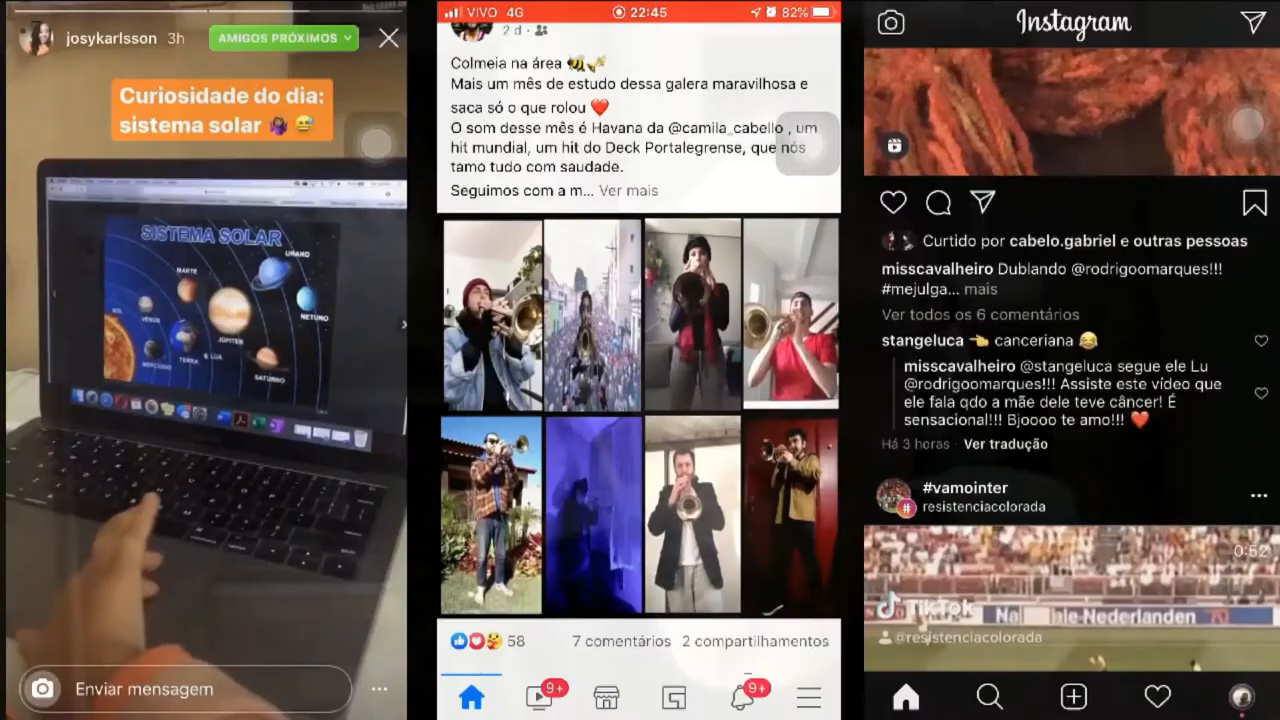 josykarlsson 3h
AMIGOS PRÓXIMOS
Curiosidade do dia:
sistema solar
SISTEMA SOLAR
URANO
MARTE
NETUNO
SOL
VÊNUS
JÚPITER
TERRA
E LUA
MERCÚRIO
SATURNO
Enviar mensagem
VIVO 4G
22:45
82%
2 d
Colmeia na área
Mais um mês de estudo dessa galera maravilhosa e
saca só o que rolou
O som desse mês é Havana da @camila_cabello , um
hit mundial, um hit do Deck Portalegrense, que nós
tamo tudo com saudade.
Seguimos com a m... Ver mais
58
7 comentários 2 compartilhamentos
9+
9+
Instagram
Curtido por cabelo.gabriel e outras pessoas
misscavalheiro Dublando @rodrigoomarques!!!
#mejulga... mais
Ver todos os 6 comentários
stangeluca canceriana
misscavalheiro @stangeluca segue ele Lu
@rodrigoomarques!!! Assiste este vídeo que
ele fala qdo a mãe dele teve câncer! É
sensacional!!! Bjoooo te amo!!!
Há 3 horas · Ver tradução
#vamointer
resistenciacolorada
0:52
TikTok
@resistenciacolorada
Nederlanden